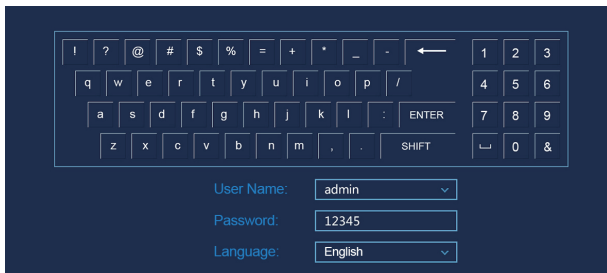 ! ? @ # $ % = + * _ - ← 1 2 3
q w e r t y u i o p / 4 5 6
a s d f g h j k l : ENTER 7 8 9
z x c v b n m , . SHIFT ⌴ 0 &
User Name: admin
Password: 12345
Language: English